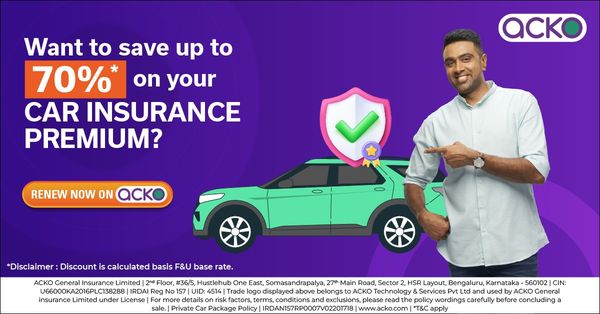 acko
Want to save up to
70%* on your
CAR INSURANCE
PREMIUM?
RENEW NOW ON acko
*Disclaimer : Discount is calculated basis F&U base rate.
ACKO General Insurance Limited | 2nd Floor, #36/5, Hustlehub One East, Somasandrapalya, 27th Main Road, Sector 2, HSR Layout, Bengaluru, Karnataka - 560102 | CIN:
U66000KA2016PLC138288 | IRDAI Reg No 157 | UID: 4514 | Trade logo displayed above belongs to ACKO Technology & Services Pvt Ltd and used by ACKO General
insurance Limited under License | For more details on risk factors, terms, conditions and exclusions, please read the policy wordings carefully before concluding a
sale. | Private Car Package Policy | IRDAN157RP0007V02201718 | www.acko.com | *T&C apply